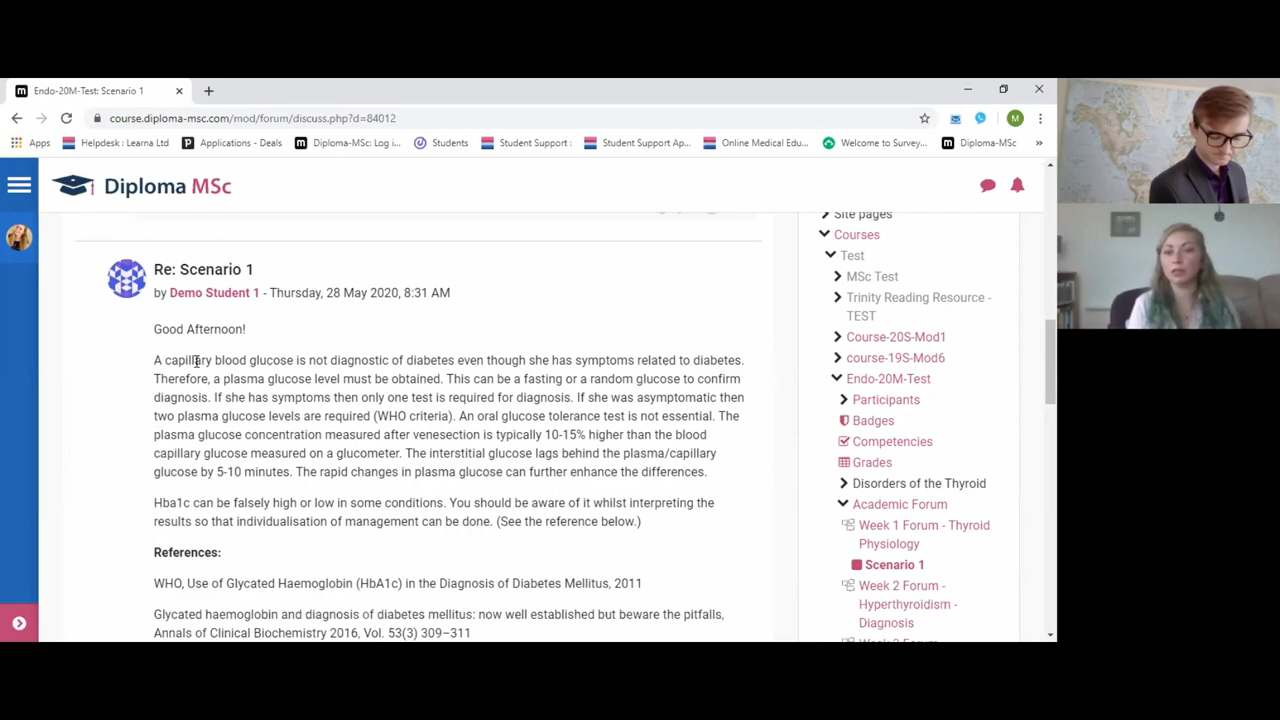 Endo-20M-Test: Scenario 1
course.diploma-msc.com/mod/forum/discuss.php?d=84012
M
Apps
Helpdesk : Learna Ltd
Applications - Deals
Diploma-MSc: Log i...
Students
Student Support :
Student Support Ap...
Online Medical Edu...
Welcome to Survey...
Diploma-MSc
»
Diploma MSc
Re: Scenario 1
by Demo Student 1 - Thursday, 28 May 2020, 8:31 AM
Good Afternoon!
A capillary blood glucose is not diagnostic of diabetes even though she has symptoms related to diabetes.
Therefore, a plasma glucose level must be obtained. This can be a fasting or a random glucose to confirm
diagnosis. If she has symptoms then only one test is required for diagnosis. If she was asymptomatic then
two plasma glucose levels are required (WHO criteria). An oral glucose tolerance test is not essential. The
plasma glucose concentration measured after venesection is typically 10-15% higher than the blood
capillary glucose measured on a glucometer. The interstitial glucose lags behind the plasma/capillary
glucose by 5-10 minutes. The rapid changes in plasma glucose can further enhance the differences.
Hba1c can be falsely high or low in some conditions. You should be aware of it whilst interpreting the
results so that individualisation of management can be done. (See the reference below.)
References:
WHO, Use of Glycated Haemoglobin (HbA1c) in the Diagnosis of Diabetes Mellitus, 2011
Glycated haemoglobin and diagnosis of diabetes mellitus: now well established but beware the pitfalls,
Annals of Clinical Biochemistry 2016, Vol. 53(3) 309–311
Site pages
Courses
Test
MSc Test
Trinity Reading Resource -
TEST
Course-20S-Mod1
course-19S-Mod6
Endo-20M-Test
Participants
Badges
Competencies
Grades
Disorders of the Thyroid
Academic Forum
Week 1 Forum - Thyroid
Physiology
Scenario 1
Week 2 Forum -
Hyperthyroidism -
Diagnosis